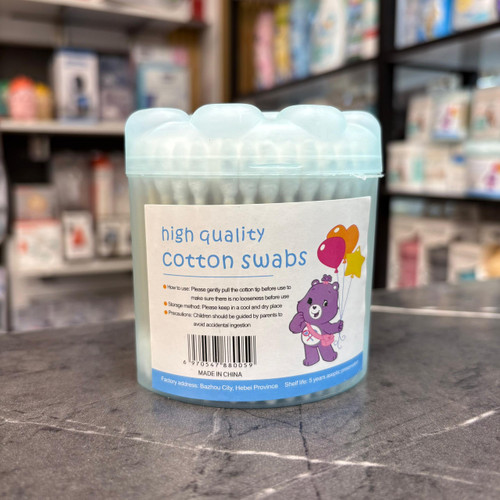 high quality
cotton swabs
How to use: Please gently pull the cotton tip before use to
make sure there is no looseness before use
Storage method: Please keep in a cool and dry place
Precautions: Children should be guided by parents to
avoid accidental ingestion
6 970547 880059
MADE IN CHINA
Factory address: Bazhou City, Hebei Province Shelf life: 5 years